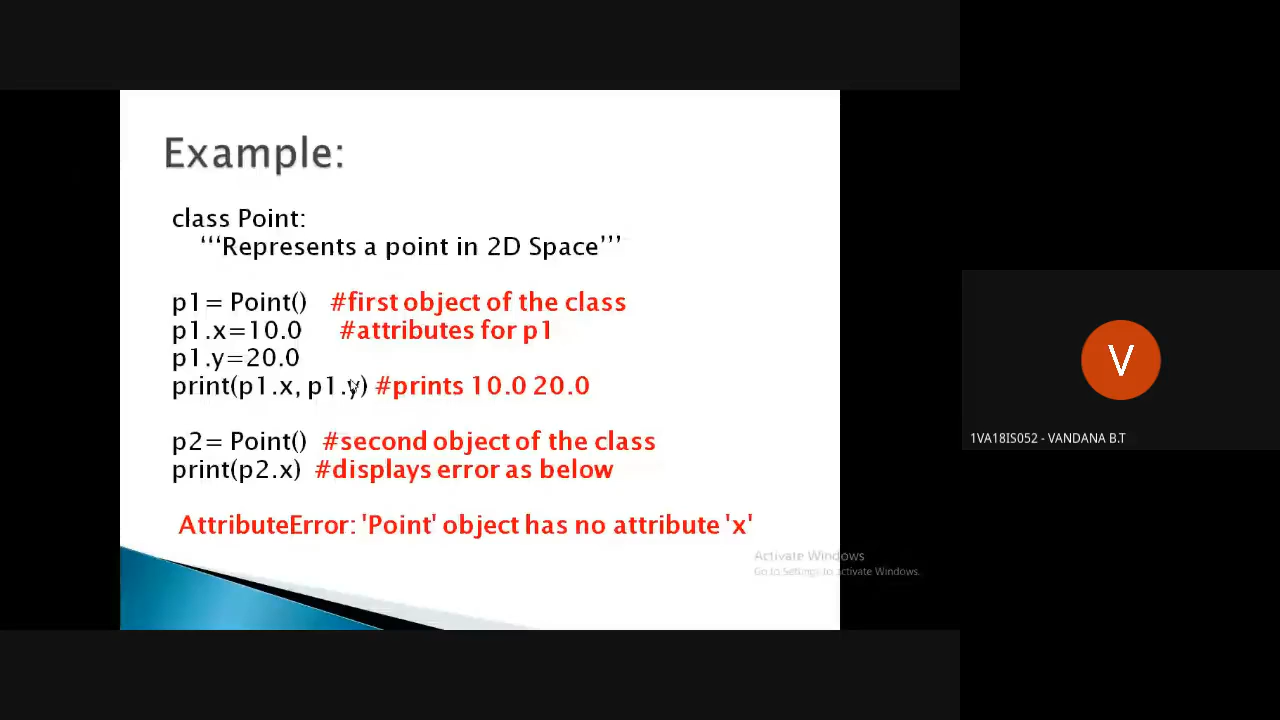 Example:
class Point:
‘‘‘Represents a point in 2D Space’’’
p1= Point() #first object of the class
p1.x=10.0 #attributes for p1
p1.y=20.0
print(p1.x, p1.y) #prints 10.0 20.0
p2= Point() #second object of the class
print(p2.x) #displays error as below
AttributeError: 'Point' object has no attribute 'x'
Activate Windows
Go to Settings to activate Windows.
V
1VA18IS052 - VANDANA B.T